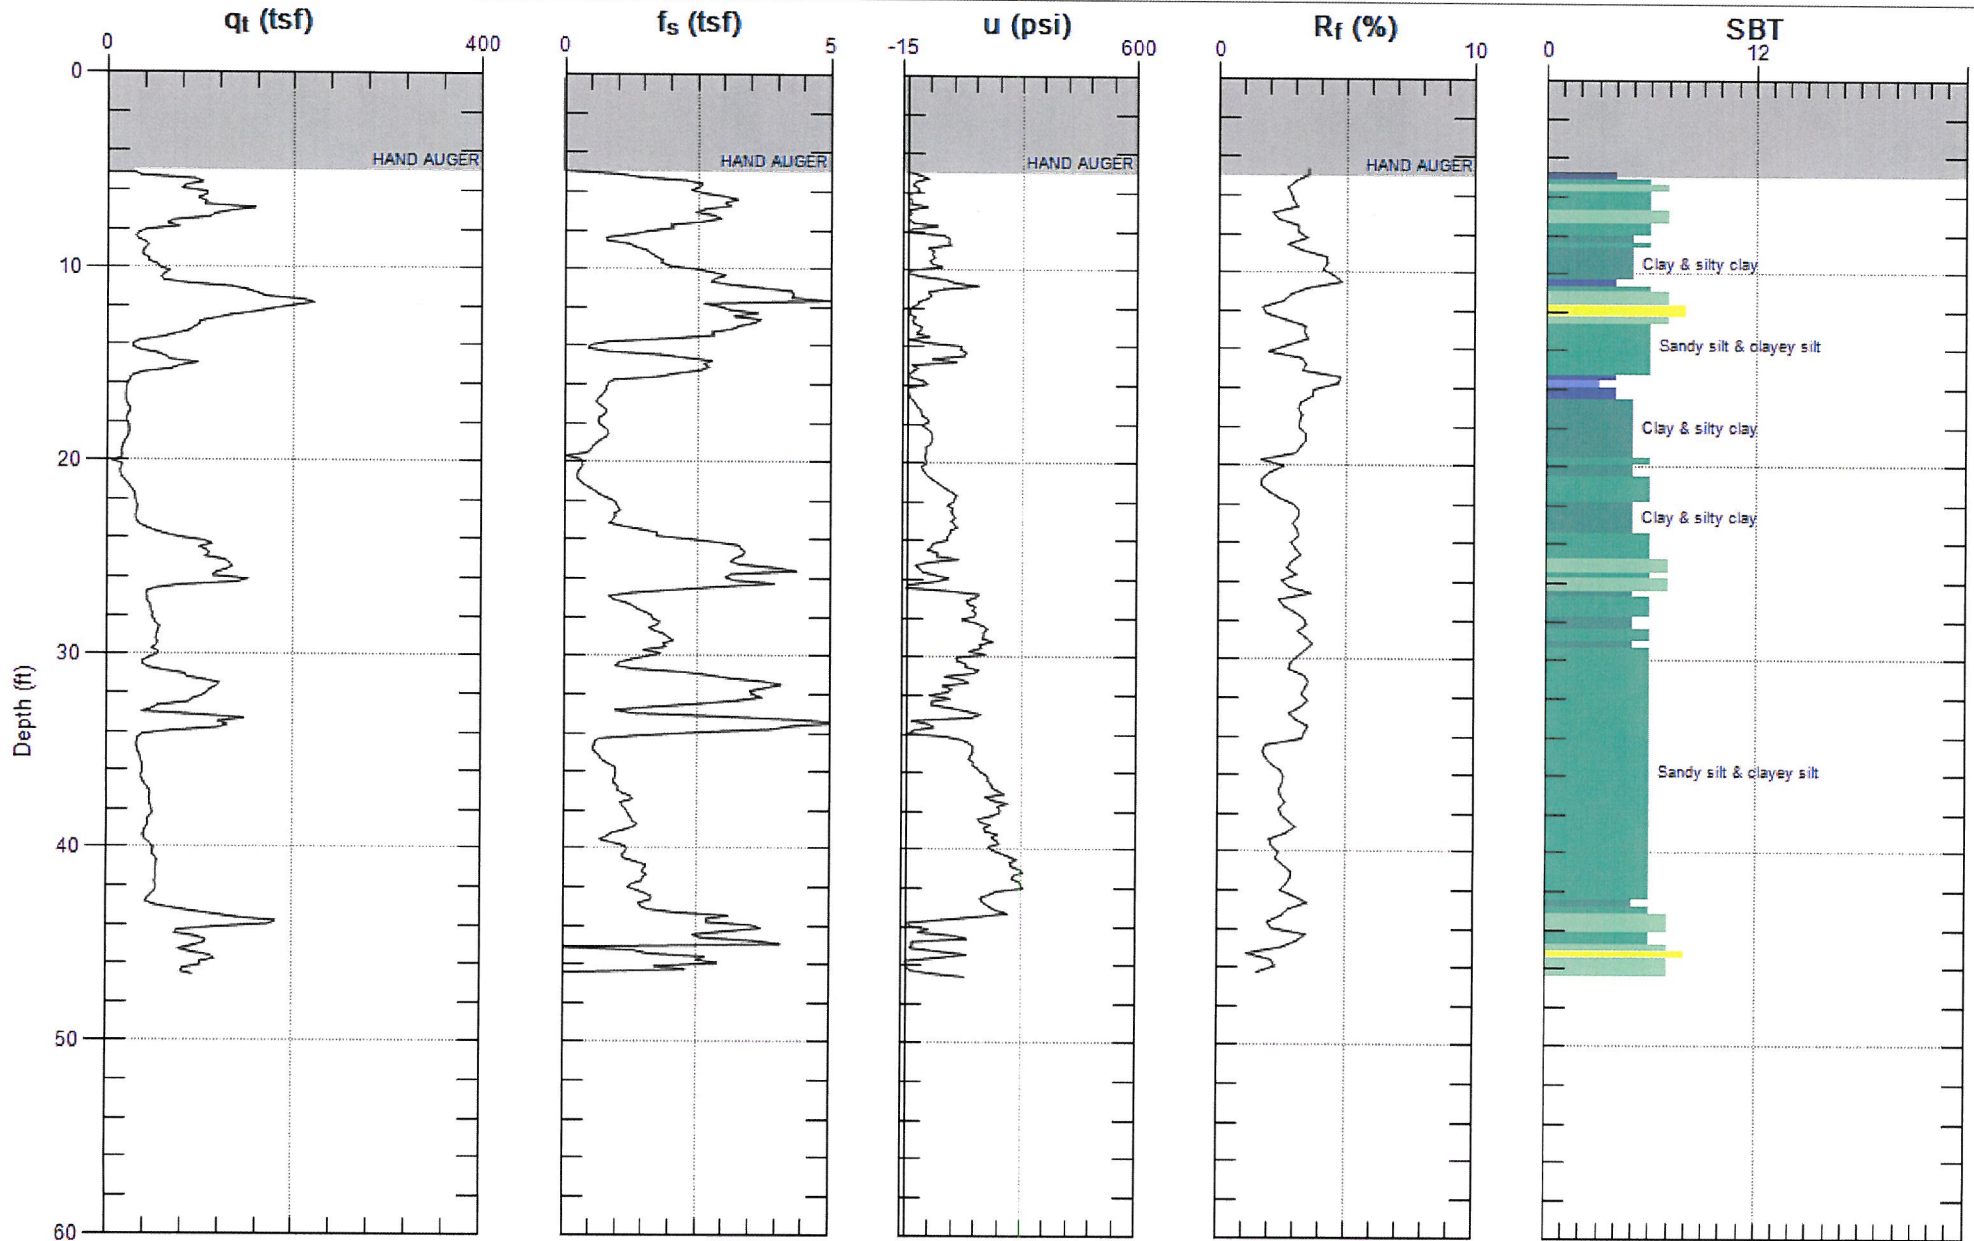 qt (tsf)
fs (tsf)
u (psi)
Rf (%)
SBT
0
400
0
5
-15
600
0
10
0
12
0
HAND AUGER
HAND AUGER
HAND AUGER
HAND AUGER
10
Clay & silty clay
Sandy silt & clayey silt
Clay & silty clay
20
Clay & silty clay
30
Depth (ft)
Sandy silt & clayey silt
40
50
60